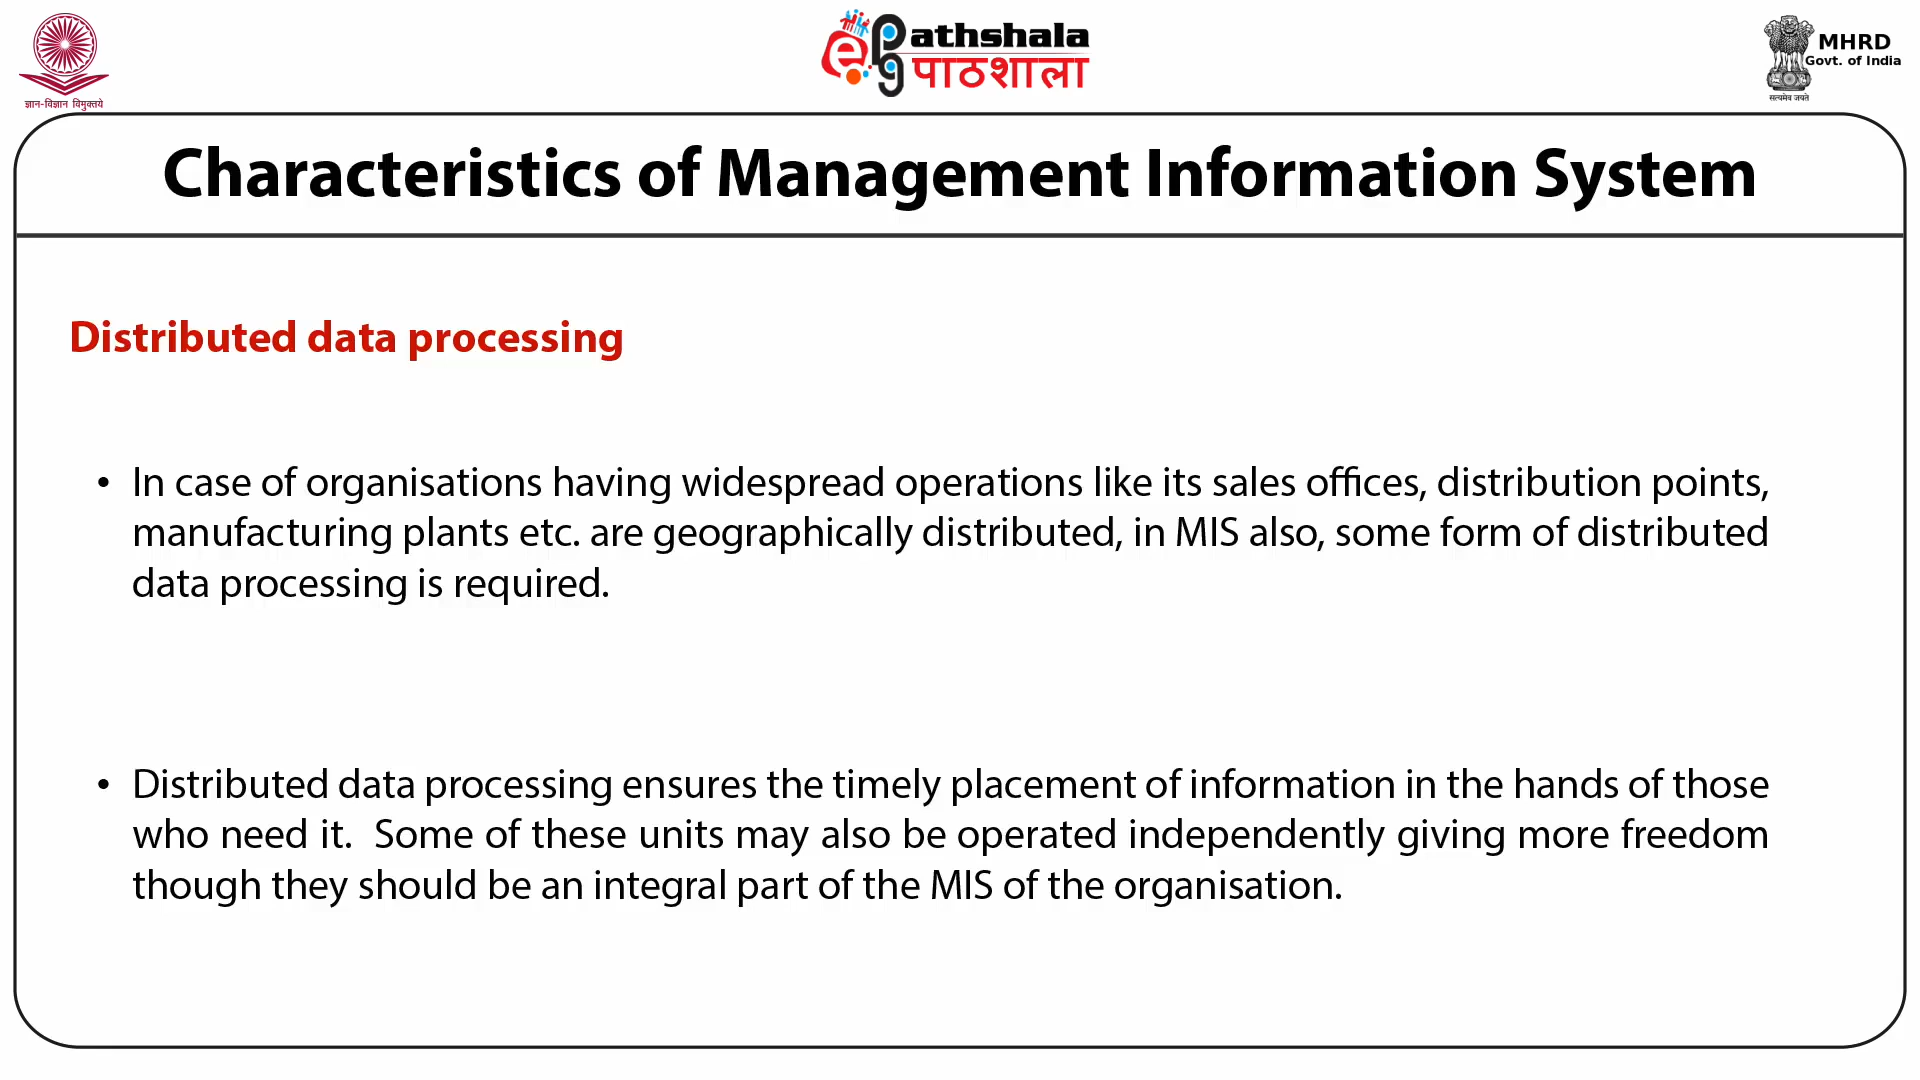 ज्ञान-विज्ञान विमुक्तये
epg Pathshala
पाठशाला
MHRD
Govt. of India
सत्यमेव जयते
Characteristics of Management Information System
Distributed data processing
• In case of organisations having widespread operations like its sales offices, distribution points,
manufacturing plants etc. are geographically distributed, in MIS also, some form of distributed
data processing is required.
• Distributed data processing ensures the timely placement of information in the hands of those
who need it.  Some of these units may also be operated independently giving more freedom
though they should be an integral part of the MIS of the organisation.